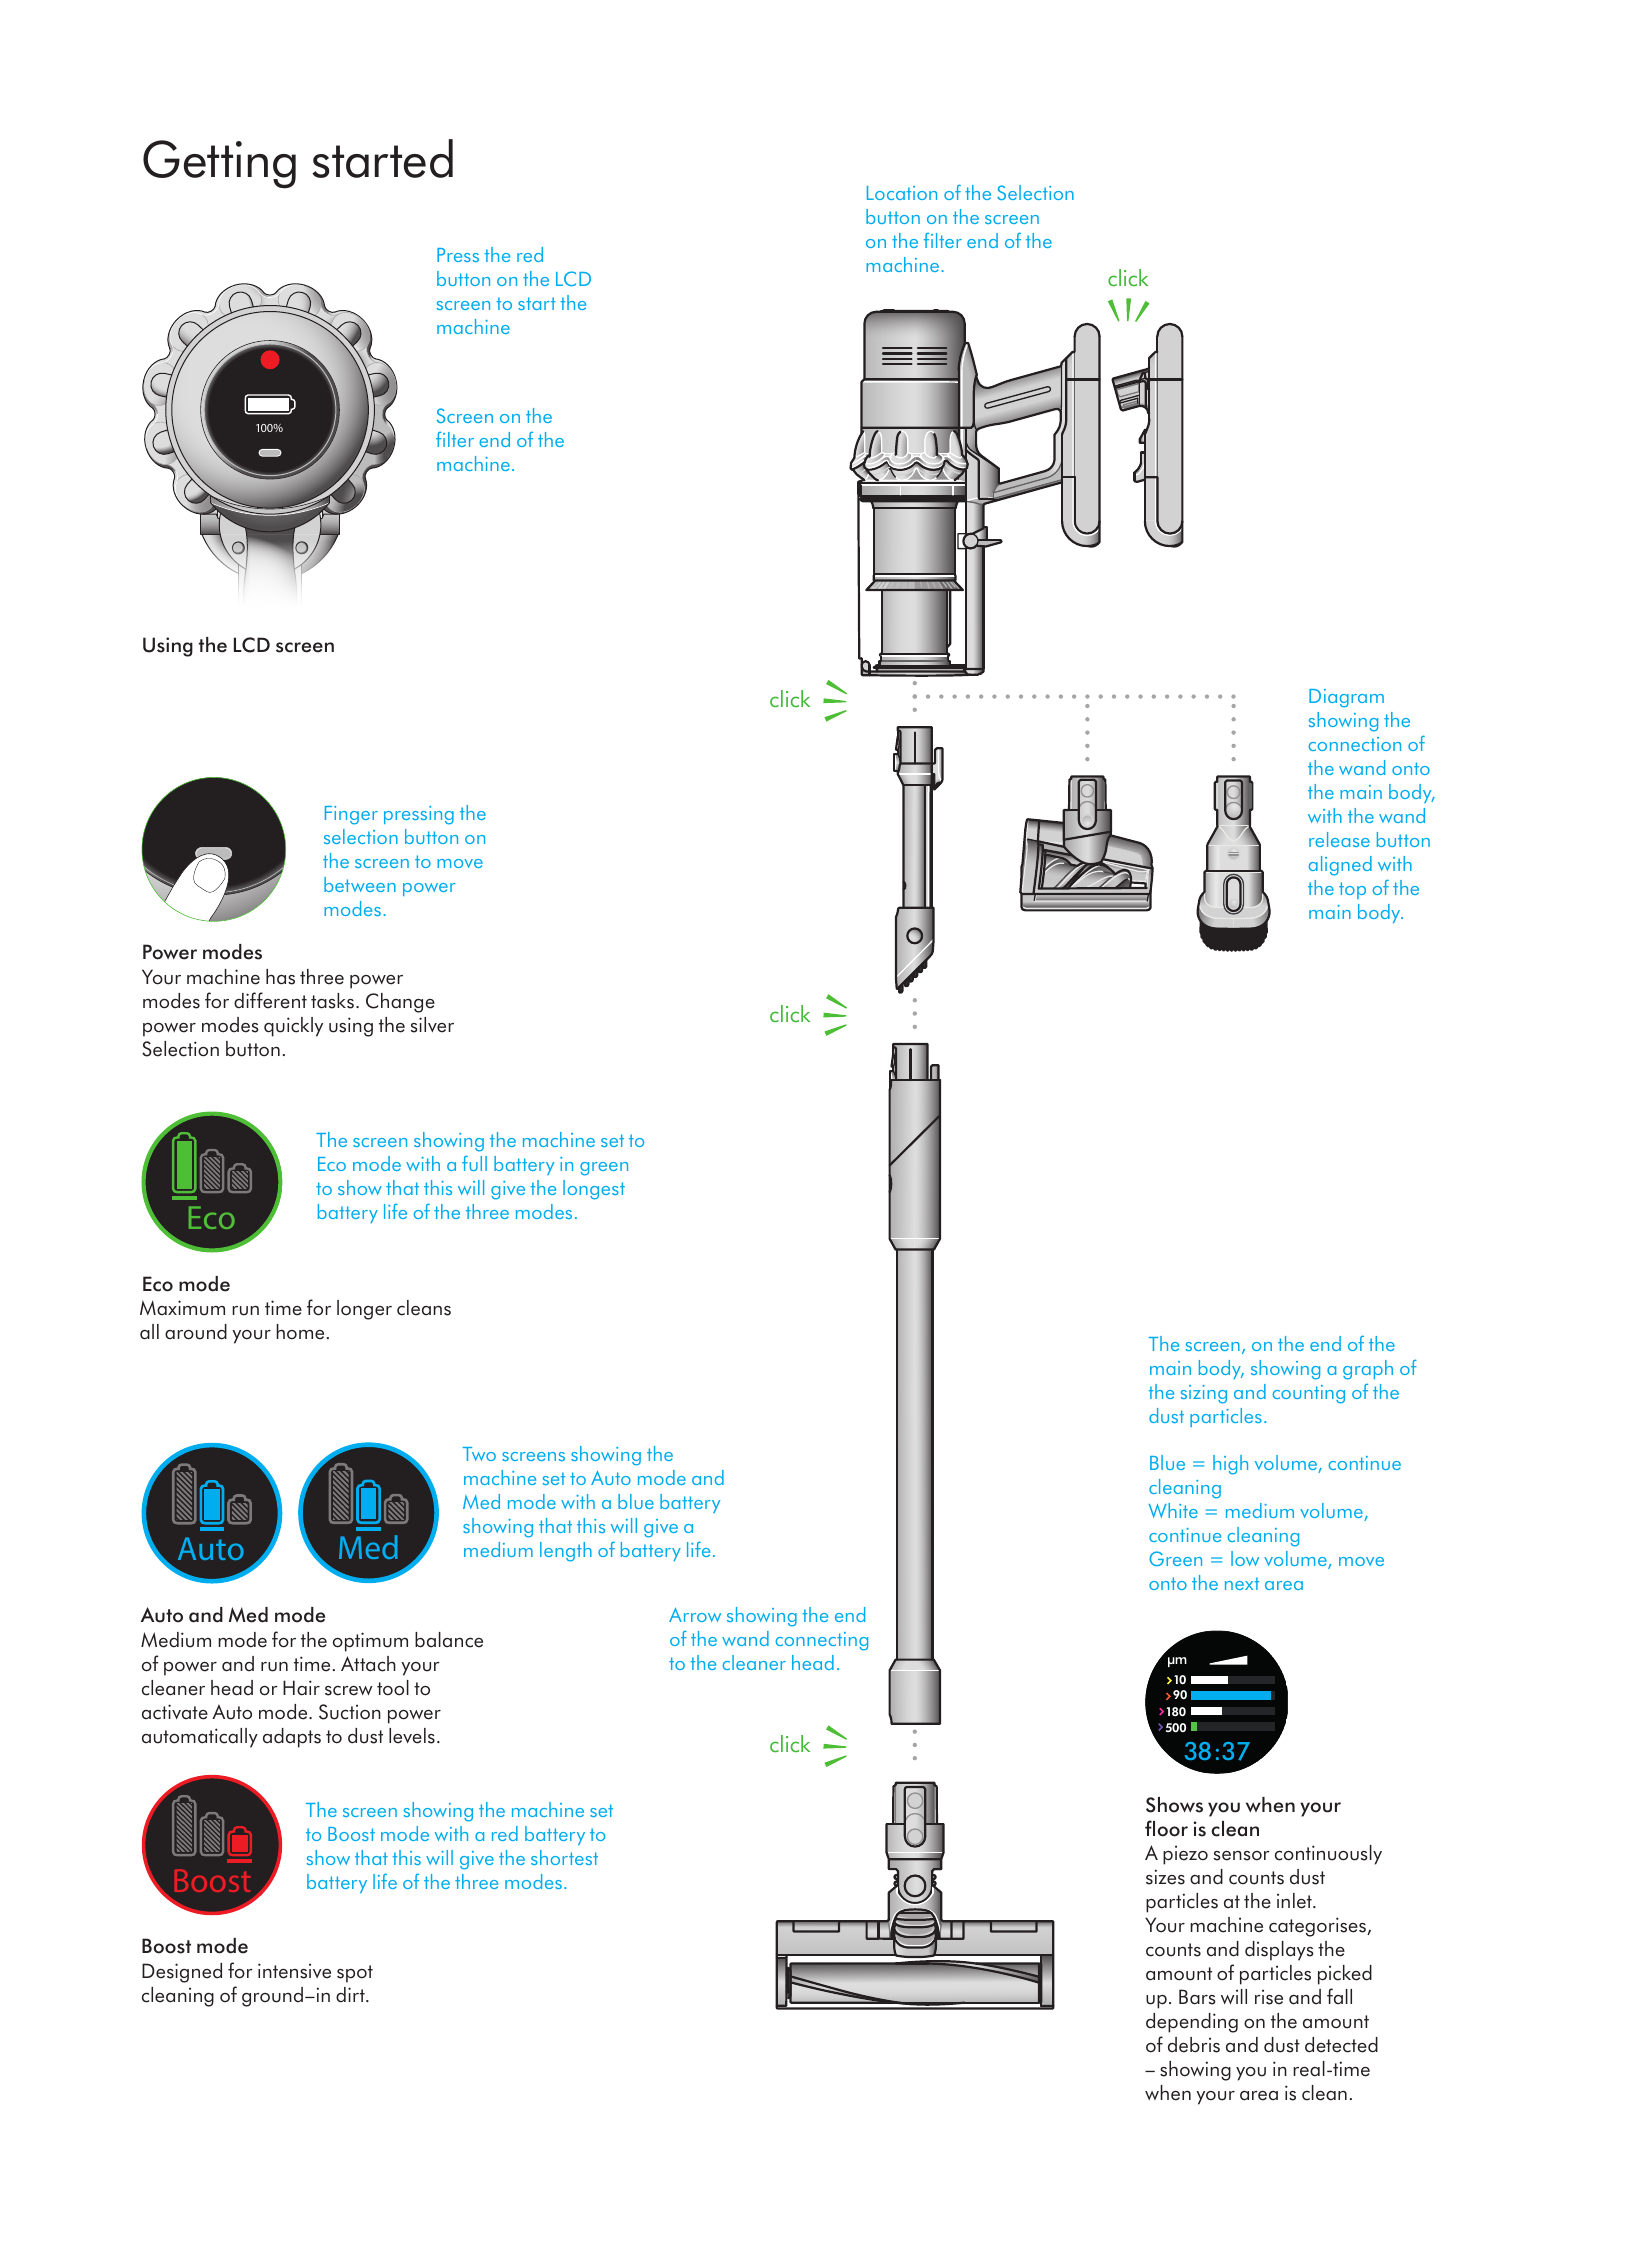 Getting started
Press the red
button on the LCD
screen to start the
machine
100%
Screen on the
filter end of the
machine.
Using the LCD screen
Finger pressing the
selection button on
the screen to move
between power
modes.
Power modes
Your machine has three power
modes for different tasks. Change
power modes quickly using the silver
Selection button.
Eco
The screen showing the machine set to
Eco mode with a full battery in green
to show that this will give the longest
battery life of the three modes.
Eco mode
Maximum run time for longer cleans
all around your home.
Auto
Med
Two screens showing the
machine set to Auto mode and
Med mode with a blue battery
showing that this will give a
medium length of battery life.
Auto and Med mode
Medium mode for the optimum balance
of power and run time. Attach your
cleaner head or Hair screw tool to
activate Auto mode. Suction power
automatically adapts to dust levels.
Boost
The screen showing the machine set
to Boost mode with a red battery to
show that this will give the shortest
battery life of the three modes.
Boost mode
Designed for intensive spot
cleaning of ground–in dirt.
Location of the Selection
button on the screen
on the filter end of the
machine.
click
click
Diagram
showing the
connection of
the wand onto
the main body,
with the wand
release button
aligned with
the top of the
main body.
click
Arrow showing the end
of the wand connecting
to the cleaner head.
click
The screen, on the end of the
main body, showing a graph of
the sizing and counting of the
dust particles.
Blue = high volume, continue
cleaning
White = medium volume,
continue cleaning
Green = low volume, move
onto the next area
µm
>10
>90
>180
>500
38:37
Shows you when your
floor is clean
A piezo sensor continuously
sizes and counts dust
particles at the inlet.
Your machine categorises,
counts and displays the
amount of particles picked
up. Bars will rise and fall
depending on the amount
of debris and dust detected
– showing you in real-time
when your area is clean.